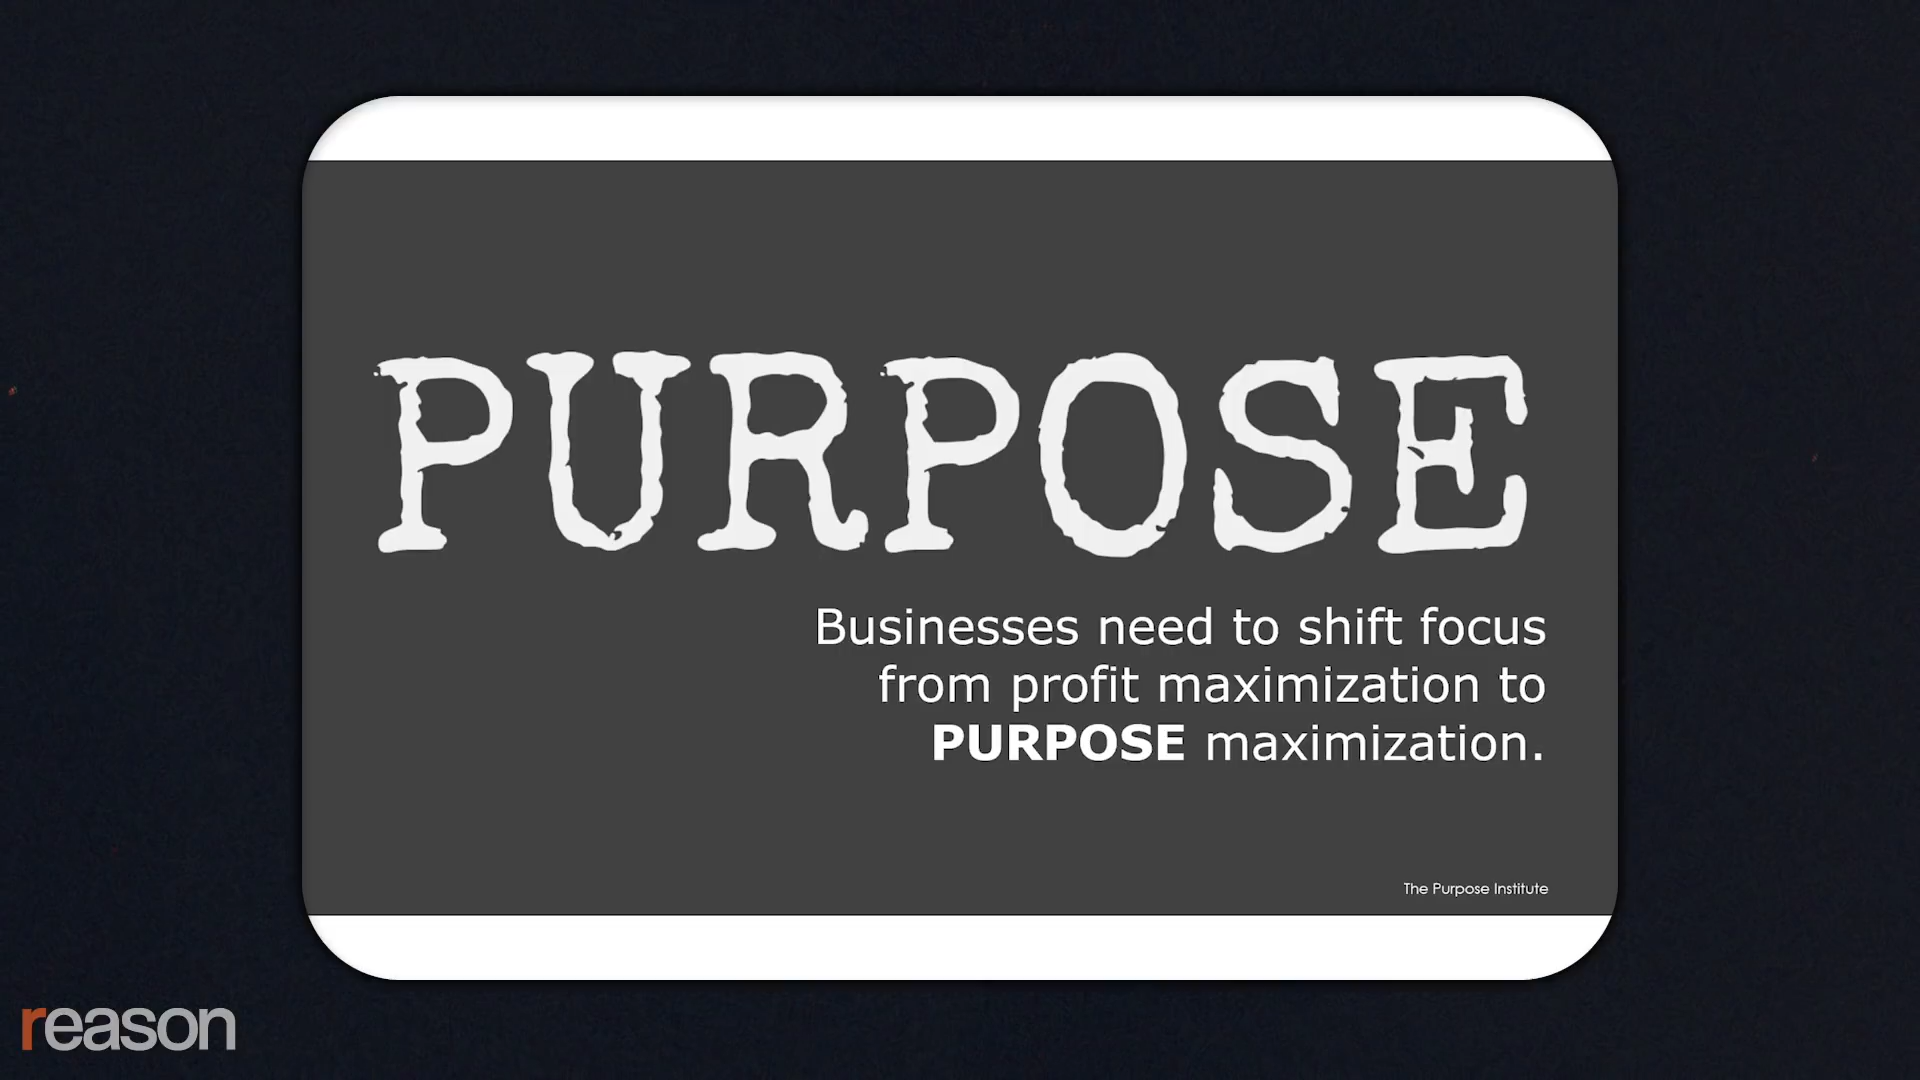 PURPOSE
Businesses need to shift focus
from profit maximization to
PURPOSE maximization.
The Purpose Institute
reason